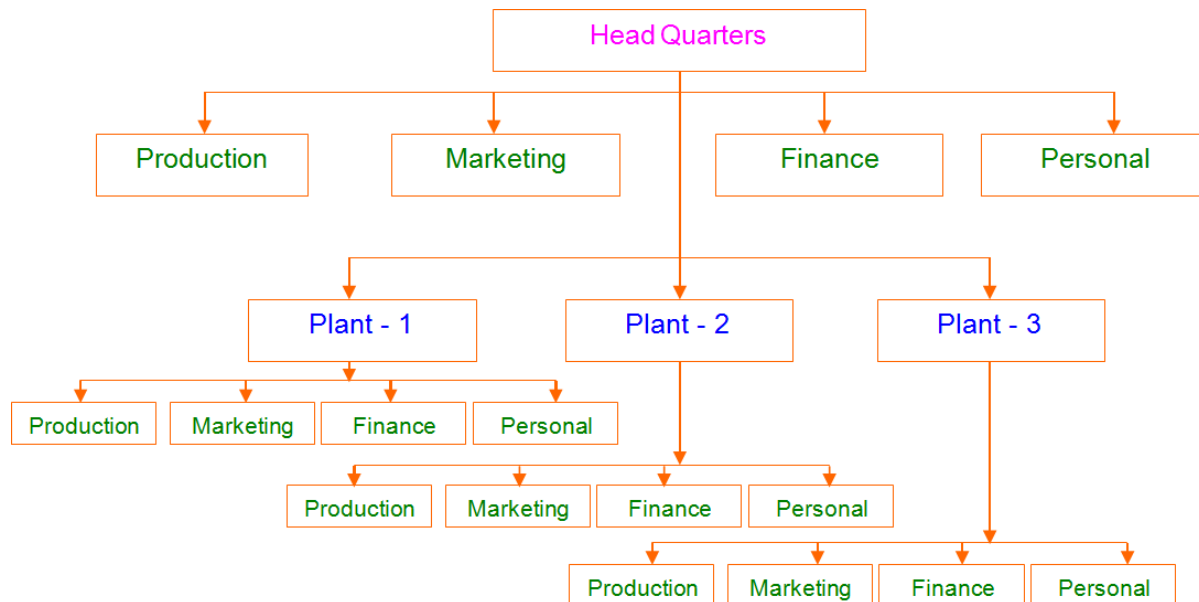 Head Quarters
Production Marketing Finance Personal
Plant - 1 Plant - 2 Plant - 3
Production Marketing Finance Personal
Production Marketing Finance Personal
Production Marketing Finance Personal